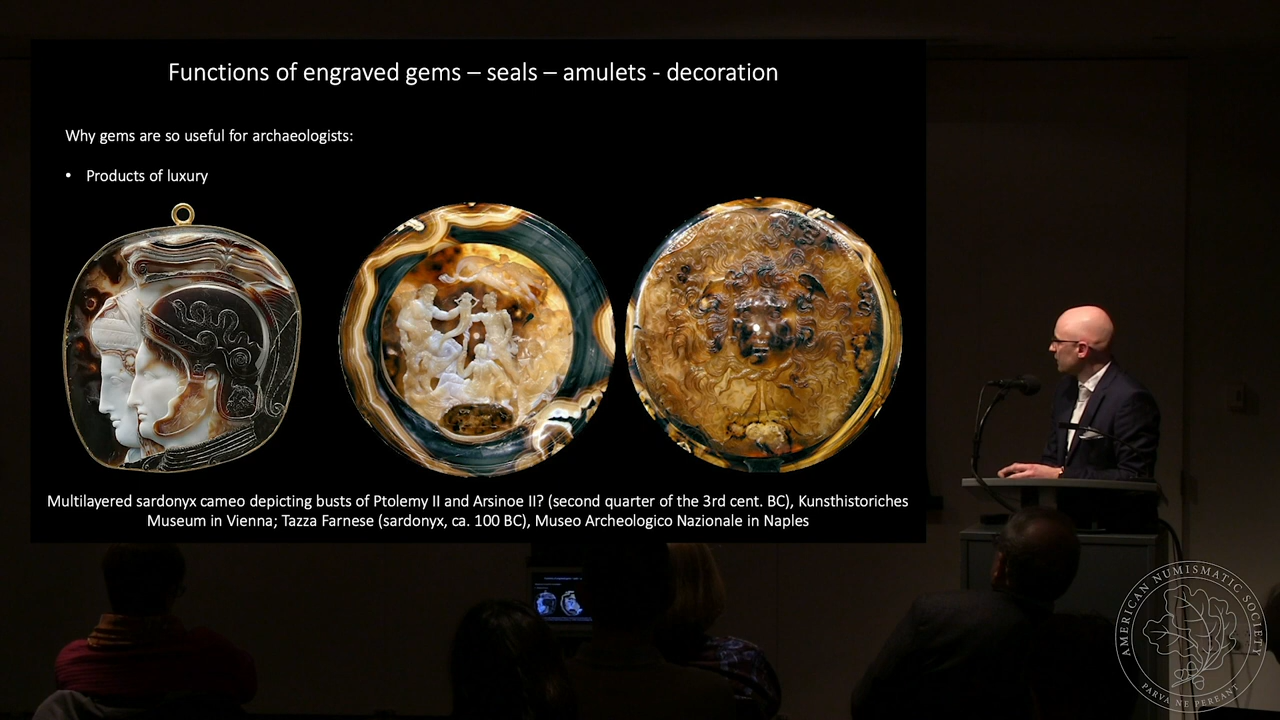 Functions of engraved gems – seals – amulets - decoration
Why gems are so useful for archaeologists:
• Products of luxury
Multilayered sardonyx cameo depicting busts of Ptolemy II and Arsinoe II? (second quarter of the 3rd cent. BC), Kunsthistoriches
Museum in Vienna; Tazza Farnese (sardonyx, ca. 100 BC), Museo Archeologico Nazionale in Naples
AMERICAN NUMISMATIC SOCIETY
PARVA NE PEREANT